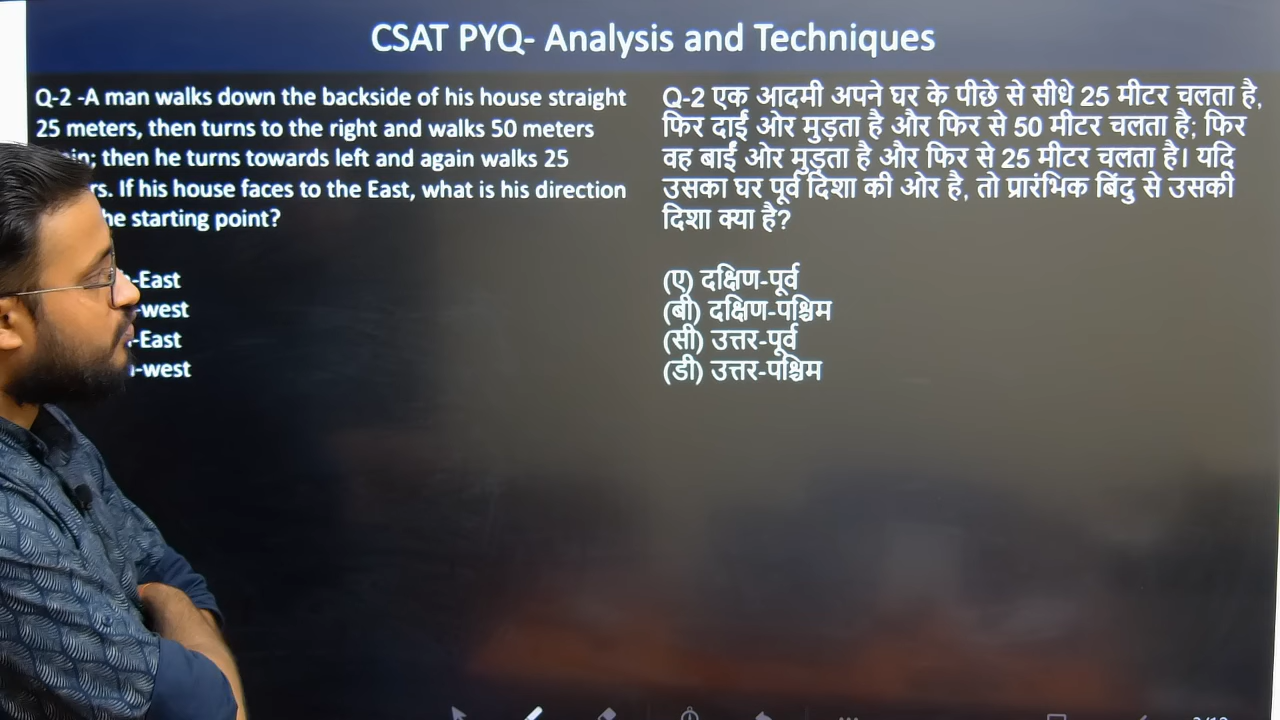 CSAT PYQ- Analysis and Techniques
Q-2 -A man walks down the backside of his house straight
25 meters, then turns to the right and walks 50 meters
then he turns towards left and again walks 25
If his house faces to the East, what is his direction
starting point?
-East
-west
-East
-west
Q-2 एक आदमी अपने घर के पीछे से सीधे 25 मीटर चलता है,
फिर दाईं ओर मुड़ता है और फिर से 50 मीटर चलता है; फिर
वह बाईं ओर मुड़ता है और फिर से 25 मीटर चलता है। यदि
उसका घर पूर्व दिशा की ओर है, तो प्रारंभिक बिंदु से उसकी
दिशा क्या है?
(ए) दक्षिण-पूर्व
(बी) दक्षिण-पश्चिम
(सी) उत्तर-पूर्व
(डी) उत्तर-पश्चिम